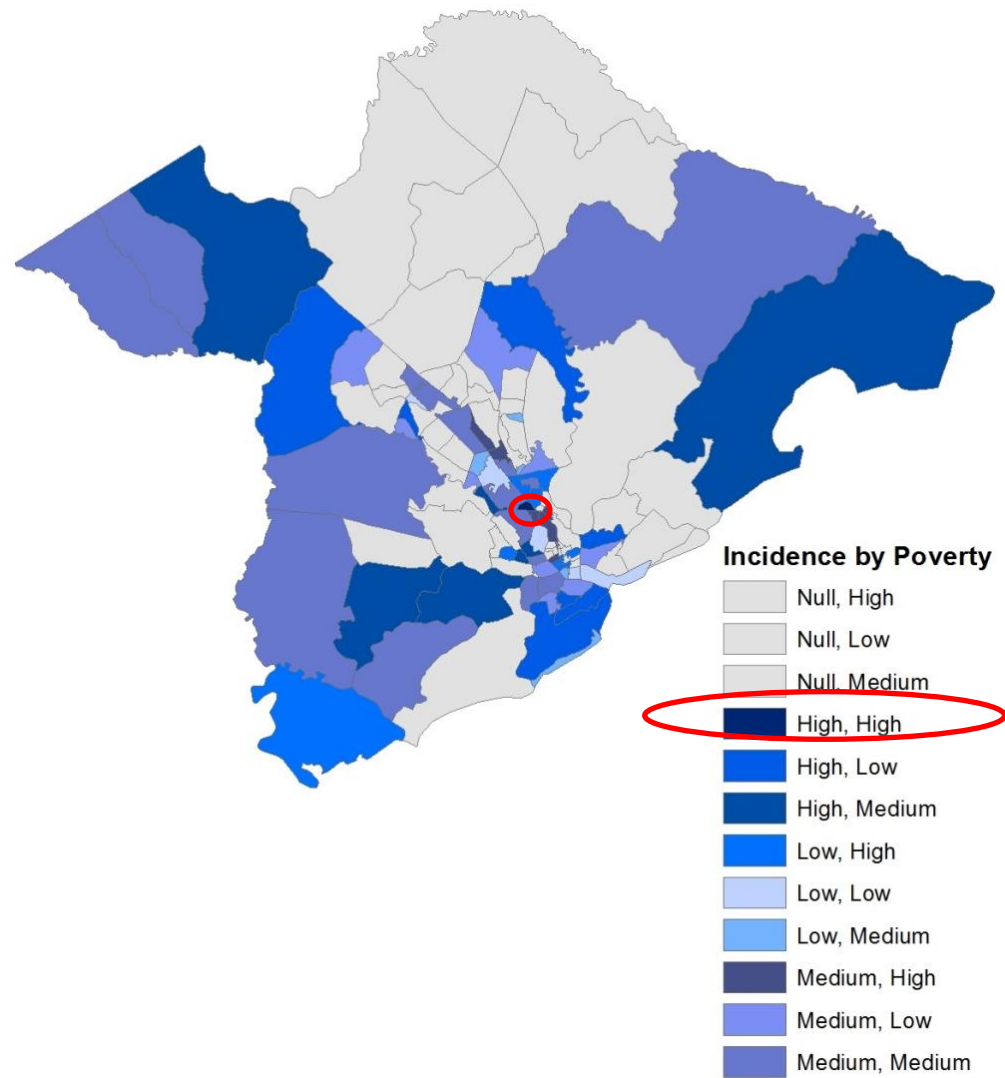 Incidence by Poverty
Null, High
Null, Low
Null, Medium
High, High
High, Low
High, Medium
Low, High
Low, Low
Low, Medium
Medium, High
Medium, Low
Medium, Medium